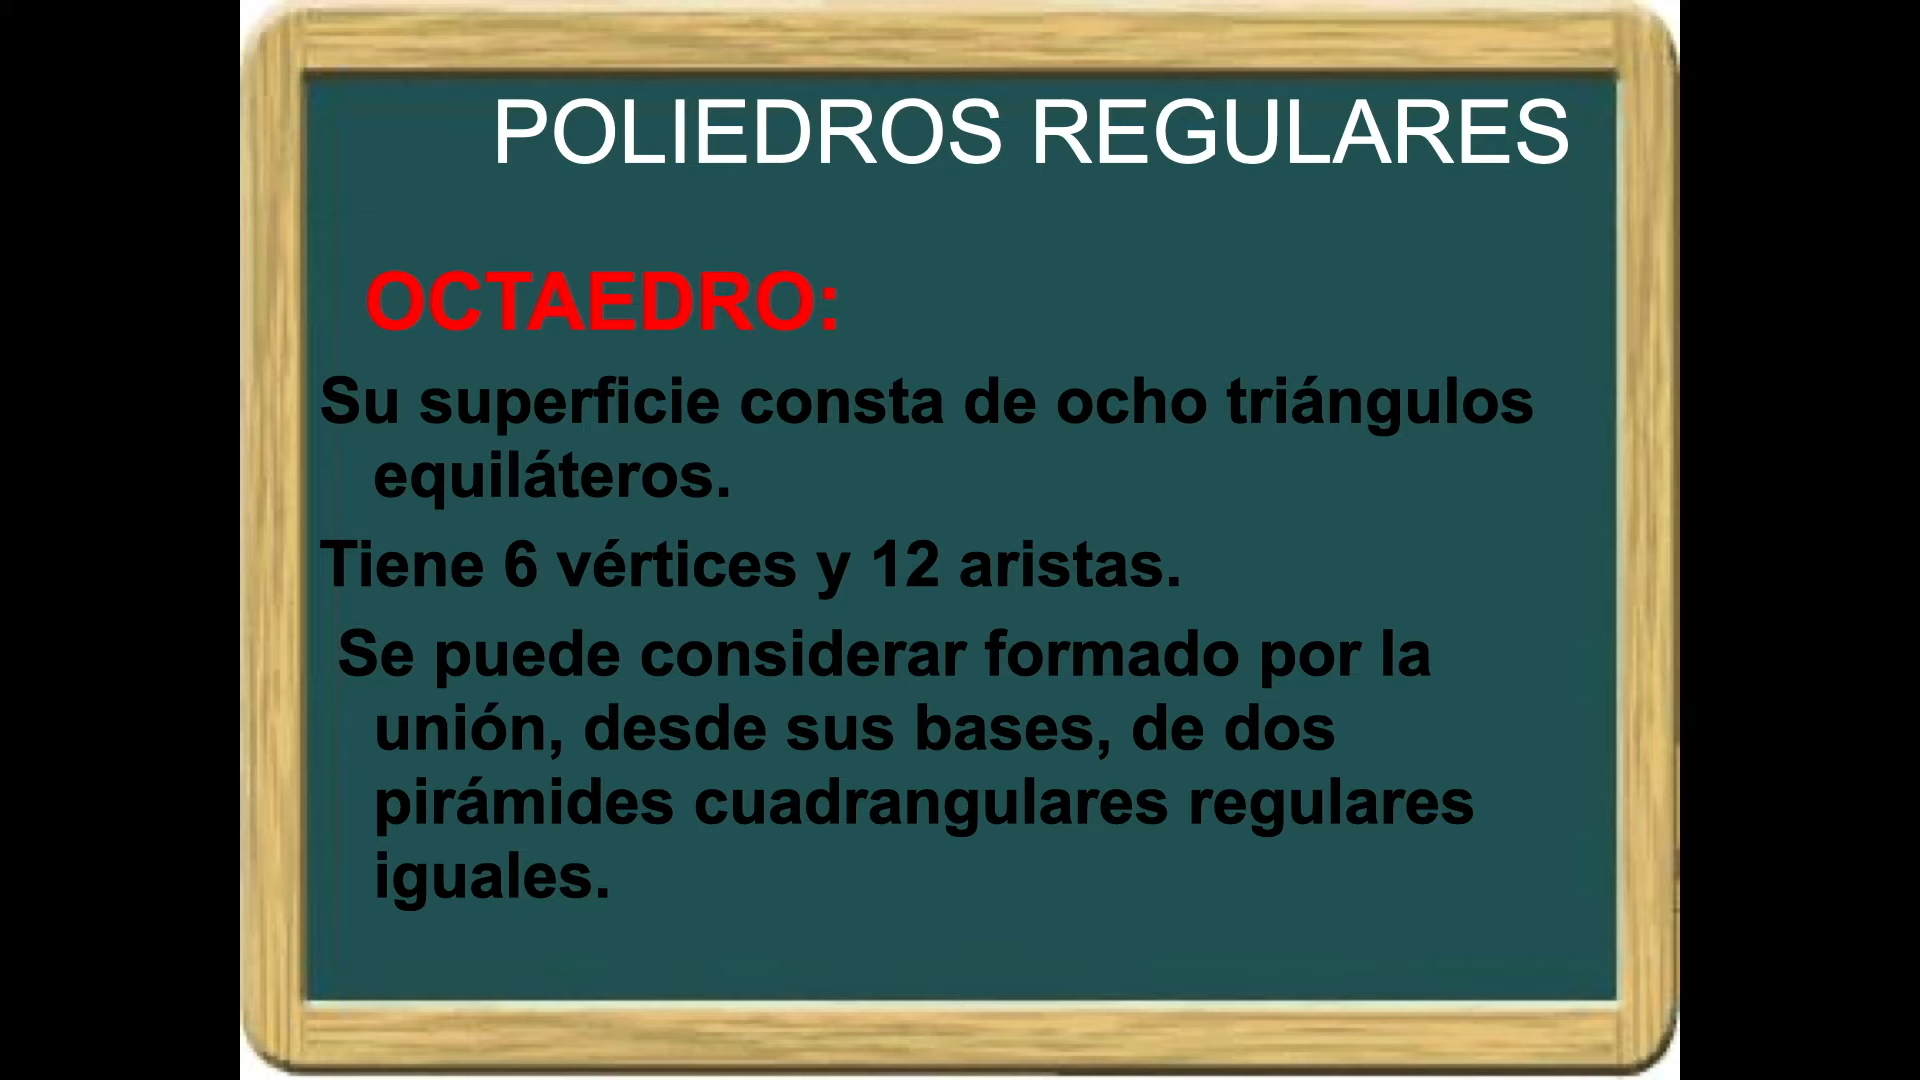 POLIEDROS REGULARES
OCTAEDRO:
Su superficie consta de ocho triángulos
equiláteros.
Tiene 6 vértices y 12 aristas.
Se puede considerar formado por la
unión, desde sus bases, de dos
pirámides cuadrangulares regulares
iguales.